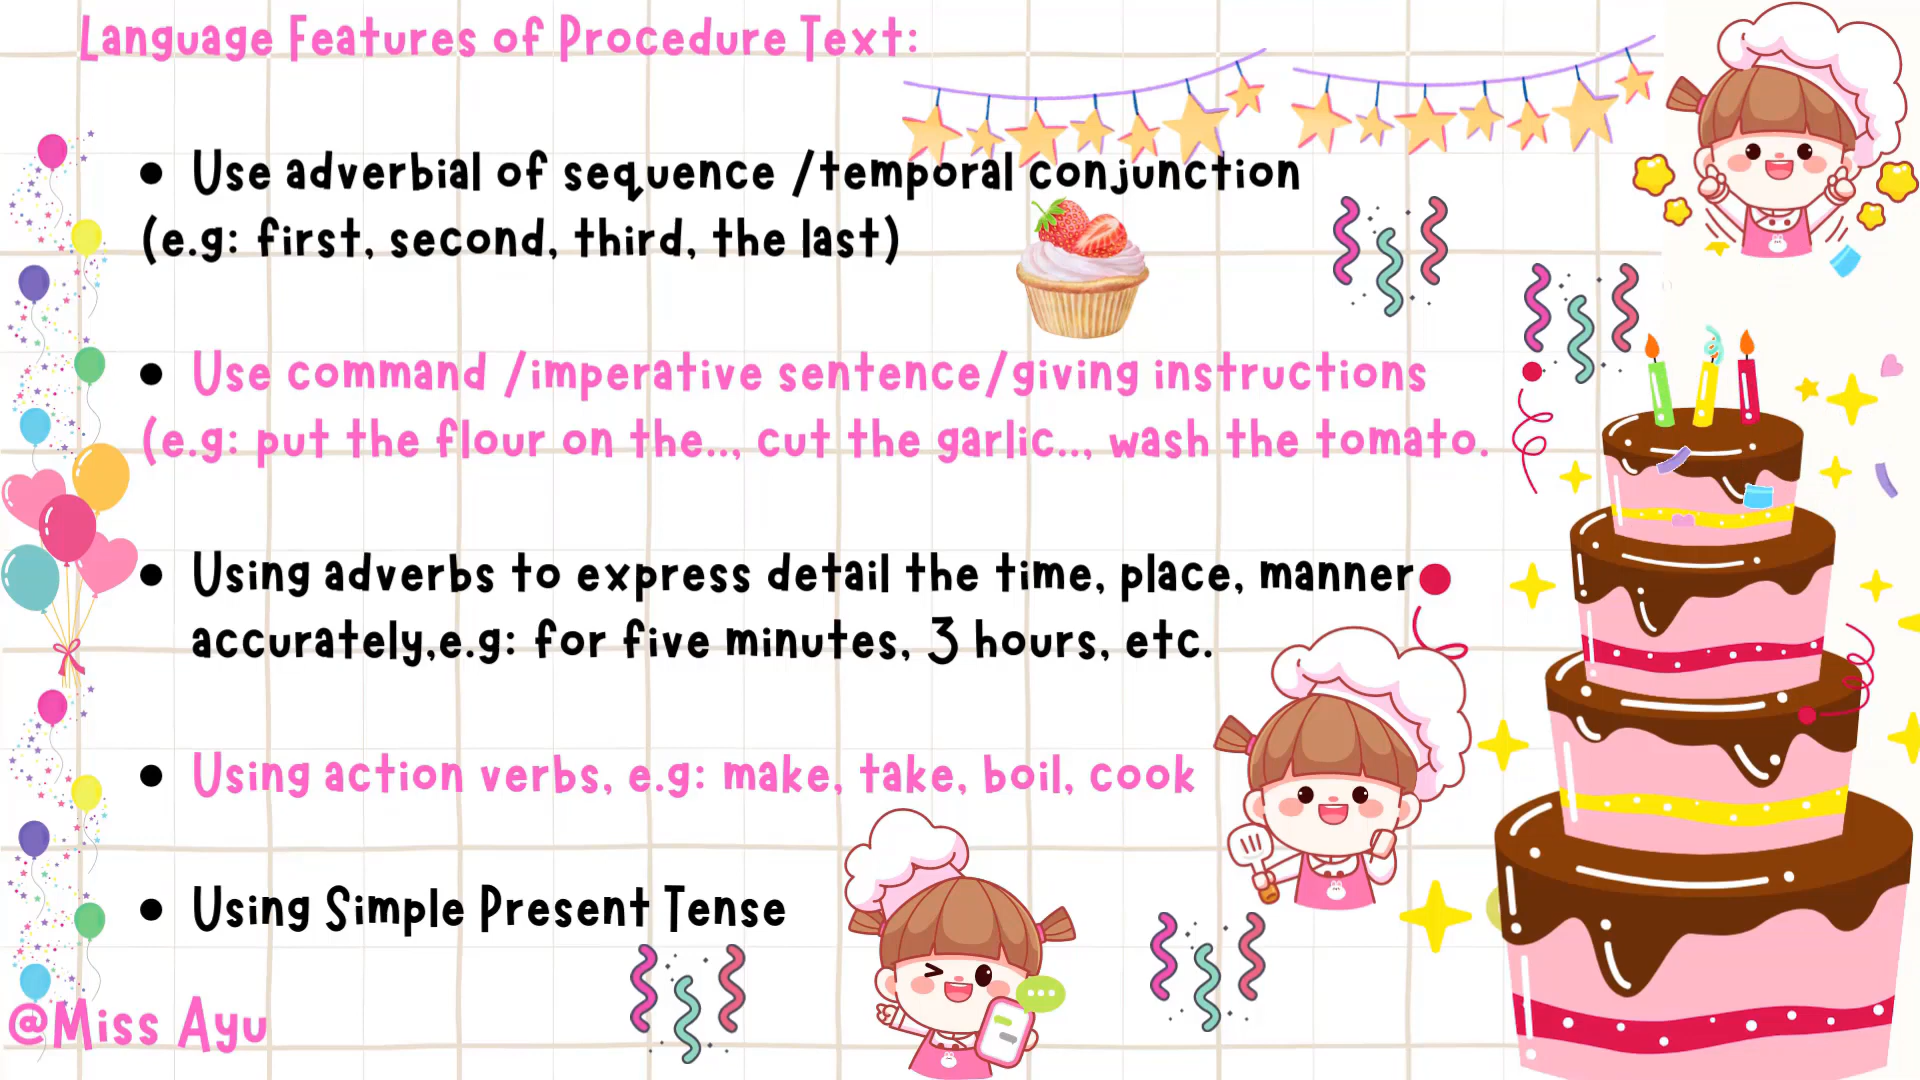 Language Features of Procedure Text:
• Use adverbial of sequence /temporal conjunction
(e.g: first, second, third, the last)
• Use command /imperative sentence/giving instructions
(e.g: put the flour on the.., cut the garlic.., wash the tomato.
• Using adverbs to express detail the time, place, manner
accurately,e.g: for five minutes, 3 hours, etc.
• Using action verbs, e.g: make, take, boil, cook
• Using Simple Present Tense
@Miss Ayu